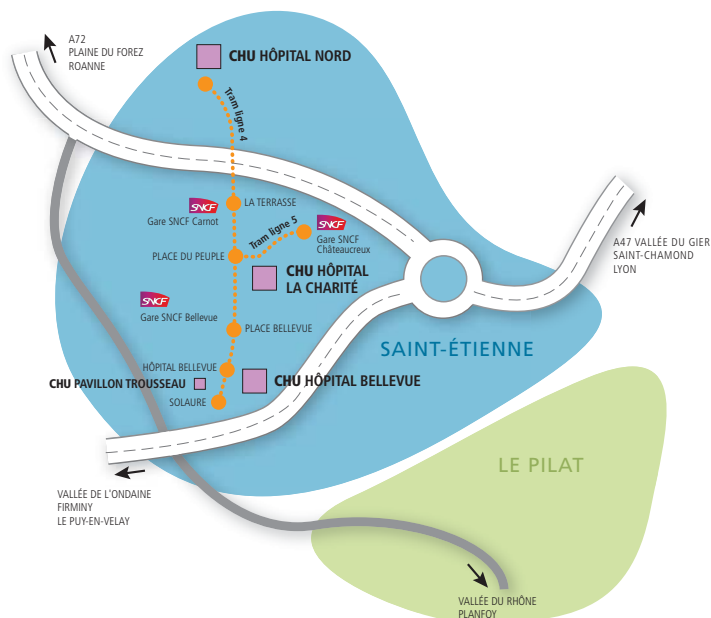 A72
PLAINE DU FOREZ
ROANNE
CHU HÔPITAL NORD
Tram ligne 4
SNCF
Gare SNCF Carnot
LA TERRASSE
Tram ligne 5
SNCF
Gare SNCF
Châteaucreux
A47 VALLÉE DU GIER
SAINT-CHAMOND
LYON
PLACE DU PEUPLE
CHU HÔPITAL
LA CHARITÉ
SNCF
Gare SNCF Bellevue
PLACE BELLEVUE
SAINT-ÉTIENNE
HÔPITAL BELLEVUE
CHU PAVILLON TROUSSEAU
CHU HÔPITAL BELLEVUE
SOLAURE
LE PILAT
VALLÉE DE L'ONDAINE
FIRMINY
LE PUY-EN-VELAY
VALLÉE DU RHÔNE
PLANFOY